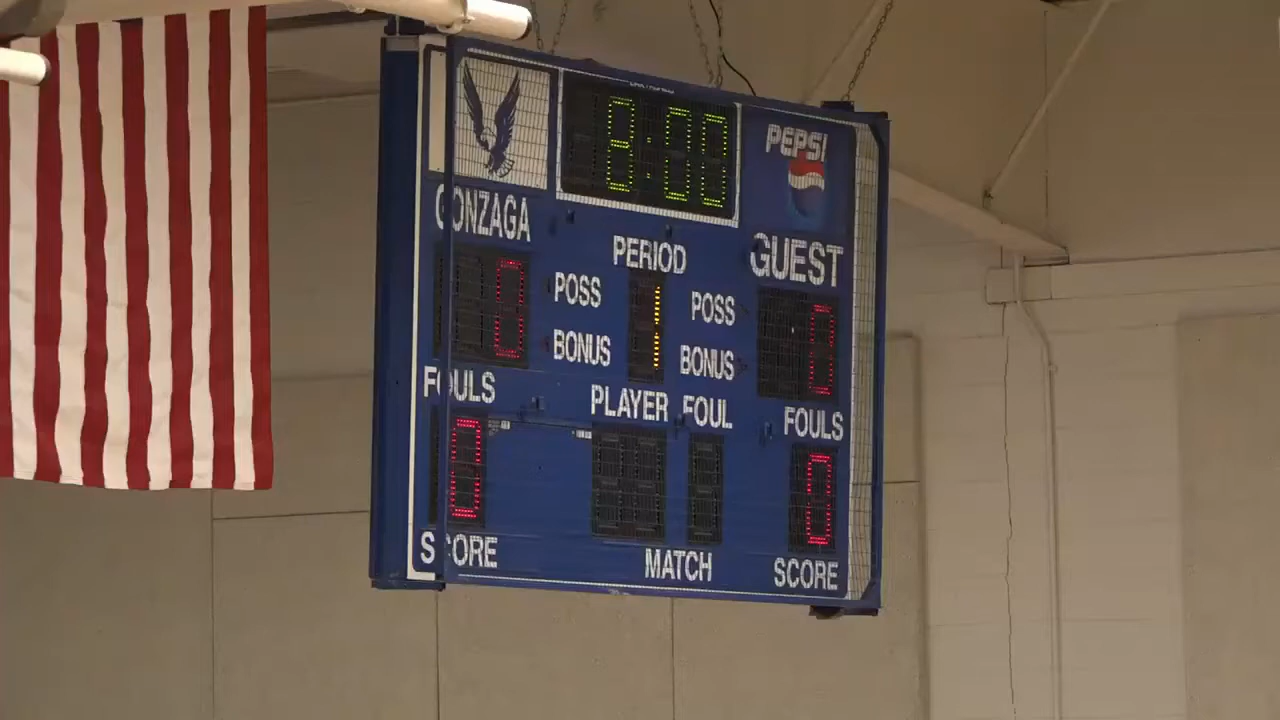 8:00
PEPSI
GONZAGA
PERIOD
GUEST
0
POSS
1
POSS
0
BONUS
BONUS
FOULS
PLAYER FOUL
FOULS
0
0
SCORE
MATCH
SCORE